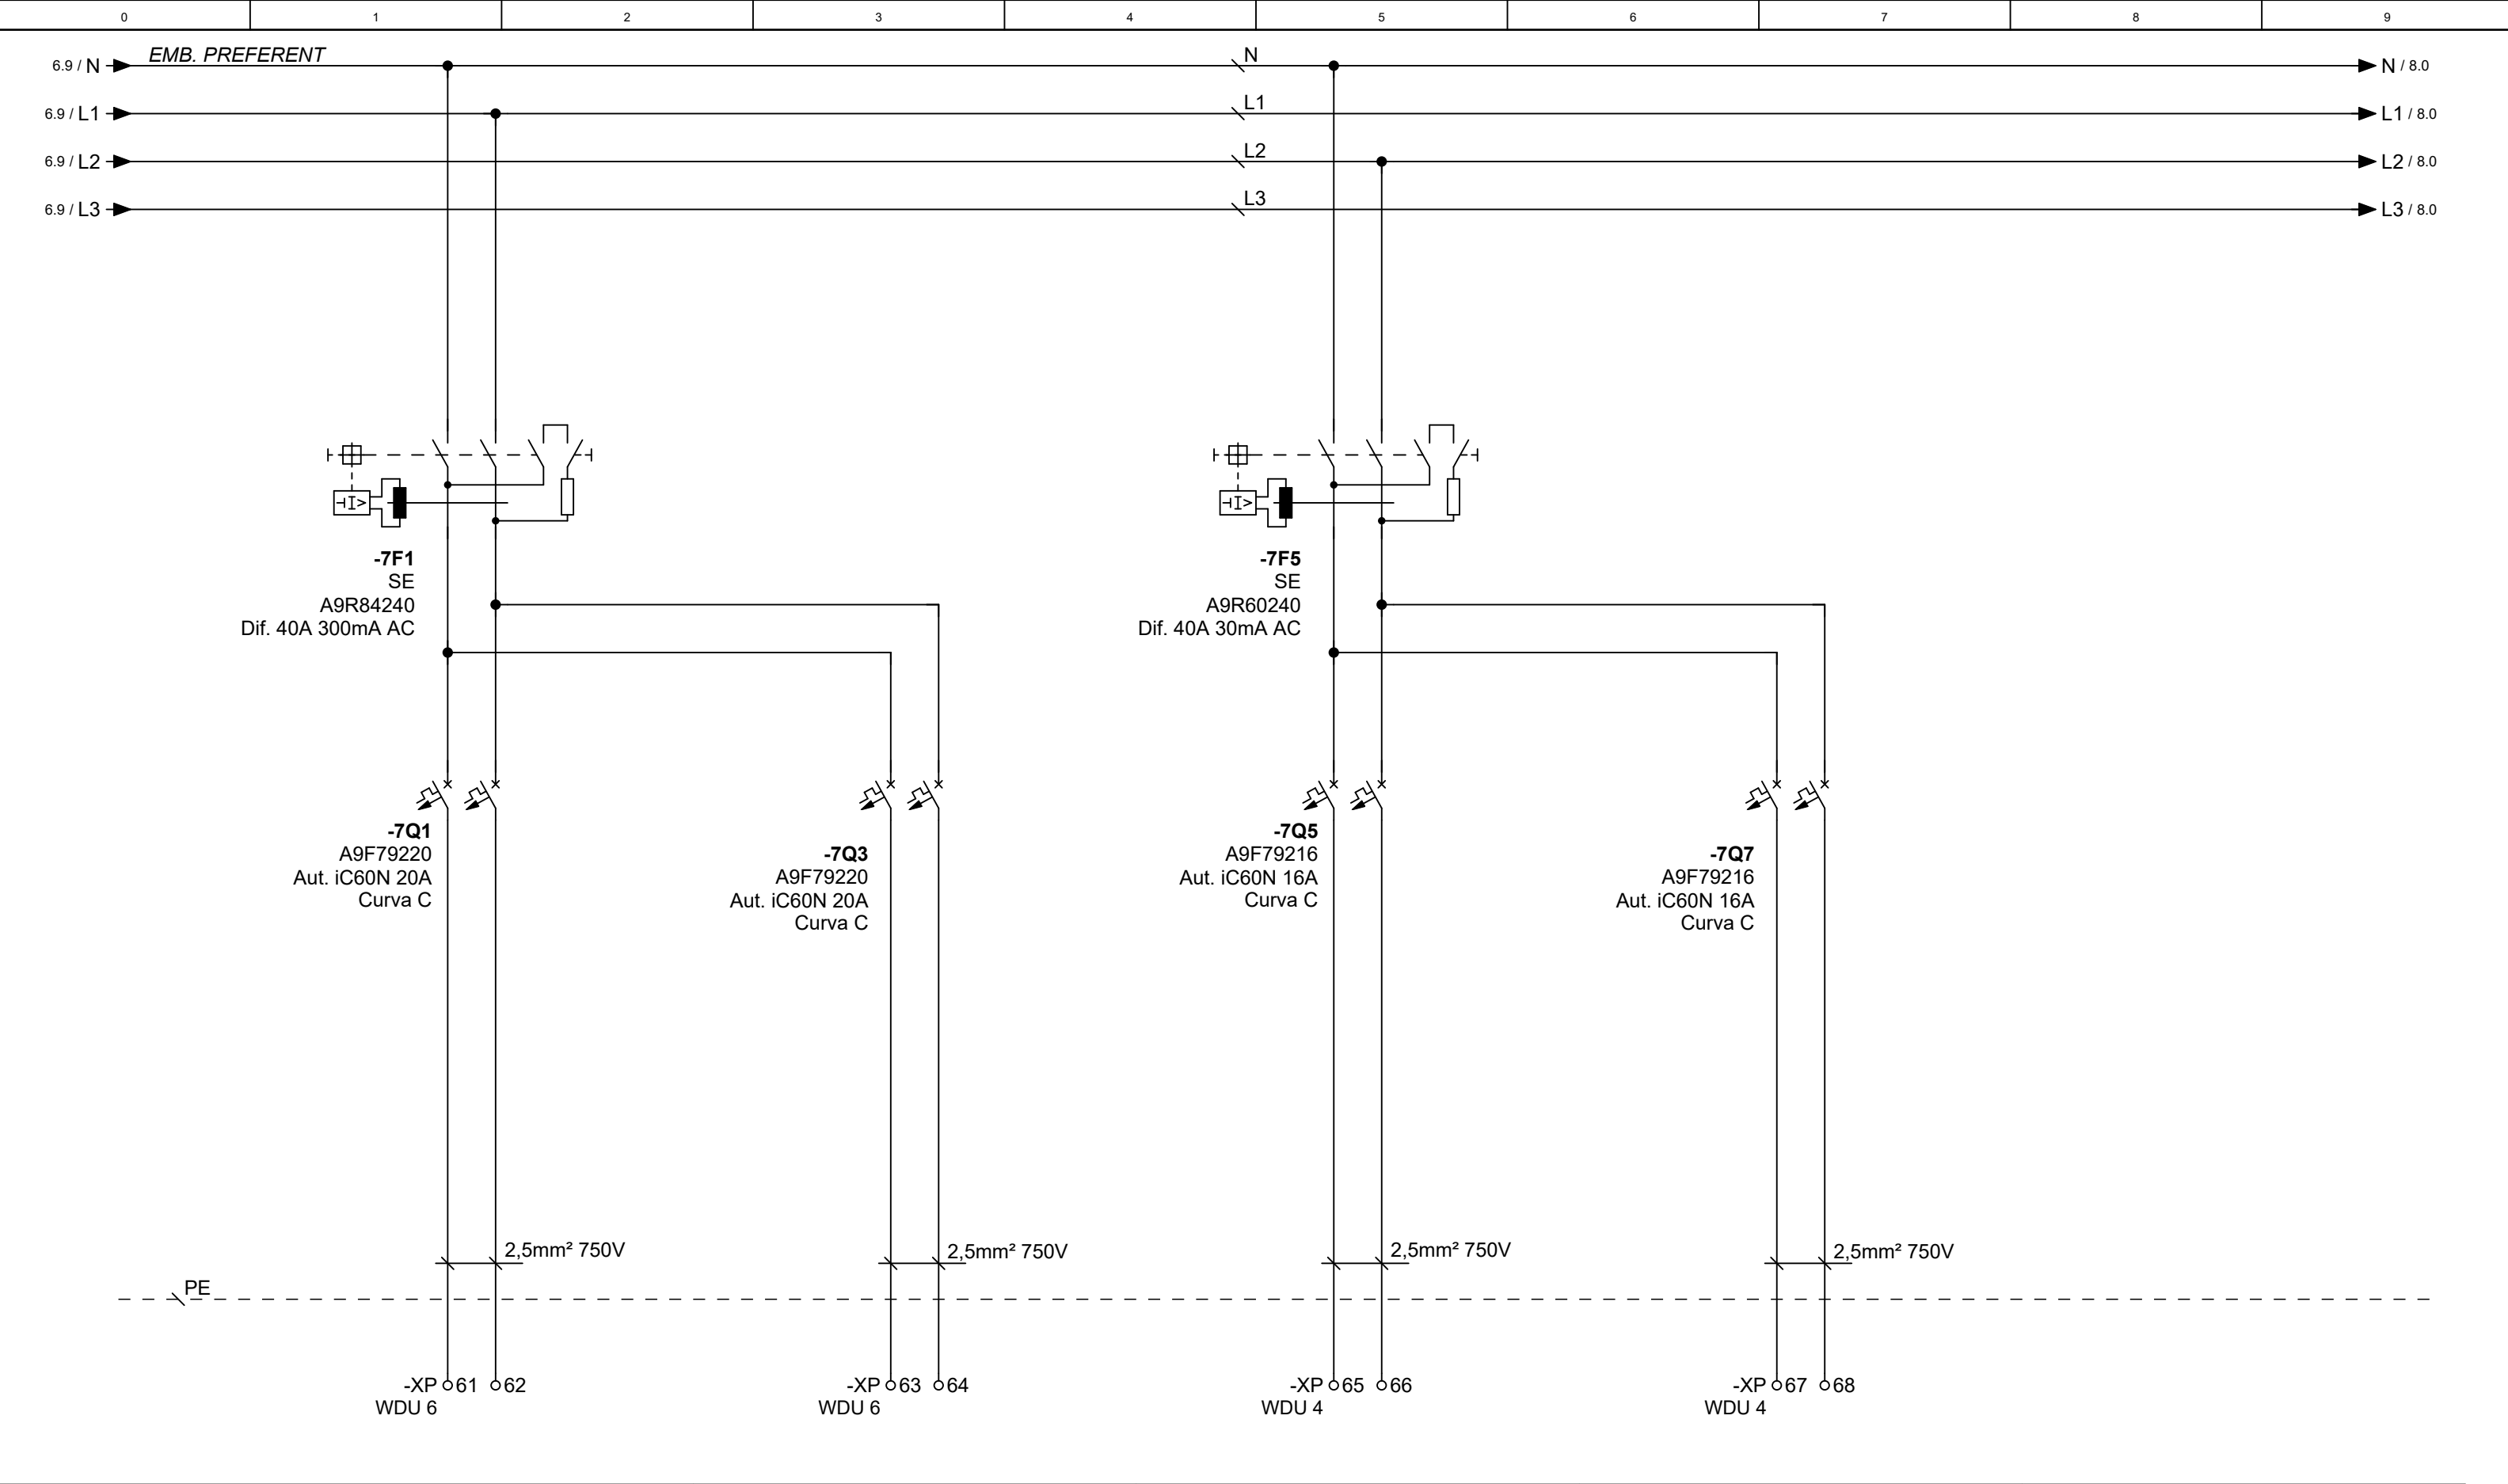 0 1 2 3 4 5 6 7 8 9
EMB. PREFERENT
6.9 / N N N / 8.0
6.9 / L1 L1 L1 / 8.0
6.9 / L2 L2 L2 / 8.0
6.9 / L3 L3 L3 / 8.0
I>
-7F1
SE
A9R84240
Dif. 40A 300mA AC
I>
-7F5
SE
A9R60240
Dif. 40A 30mA AC
-7Q1
A9F79220
Aut. iC60N 20A
Curva C
-7Q3
A9F79220
Aut. iC60N 20A
Curva C
-7Q5
A9F79216
Aut. iC60N 16A
Curva C
-7Q7
A9F79216
Aut. iC60N 16A
Curva C
2,5mm² 750V
2,5mm² 750V
2,5mm² 750V
2,5mm² 750V
PE
-XP 61 62
WDU 6
-XP 63 64
WDU 6
-XP 65 66
WDU 4
-XP 67 68
WDU 4